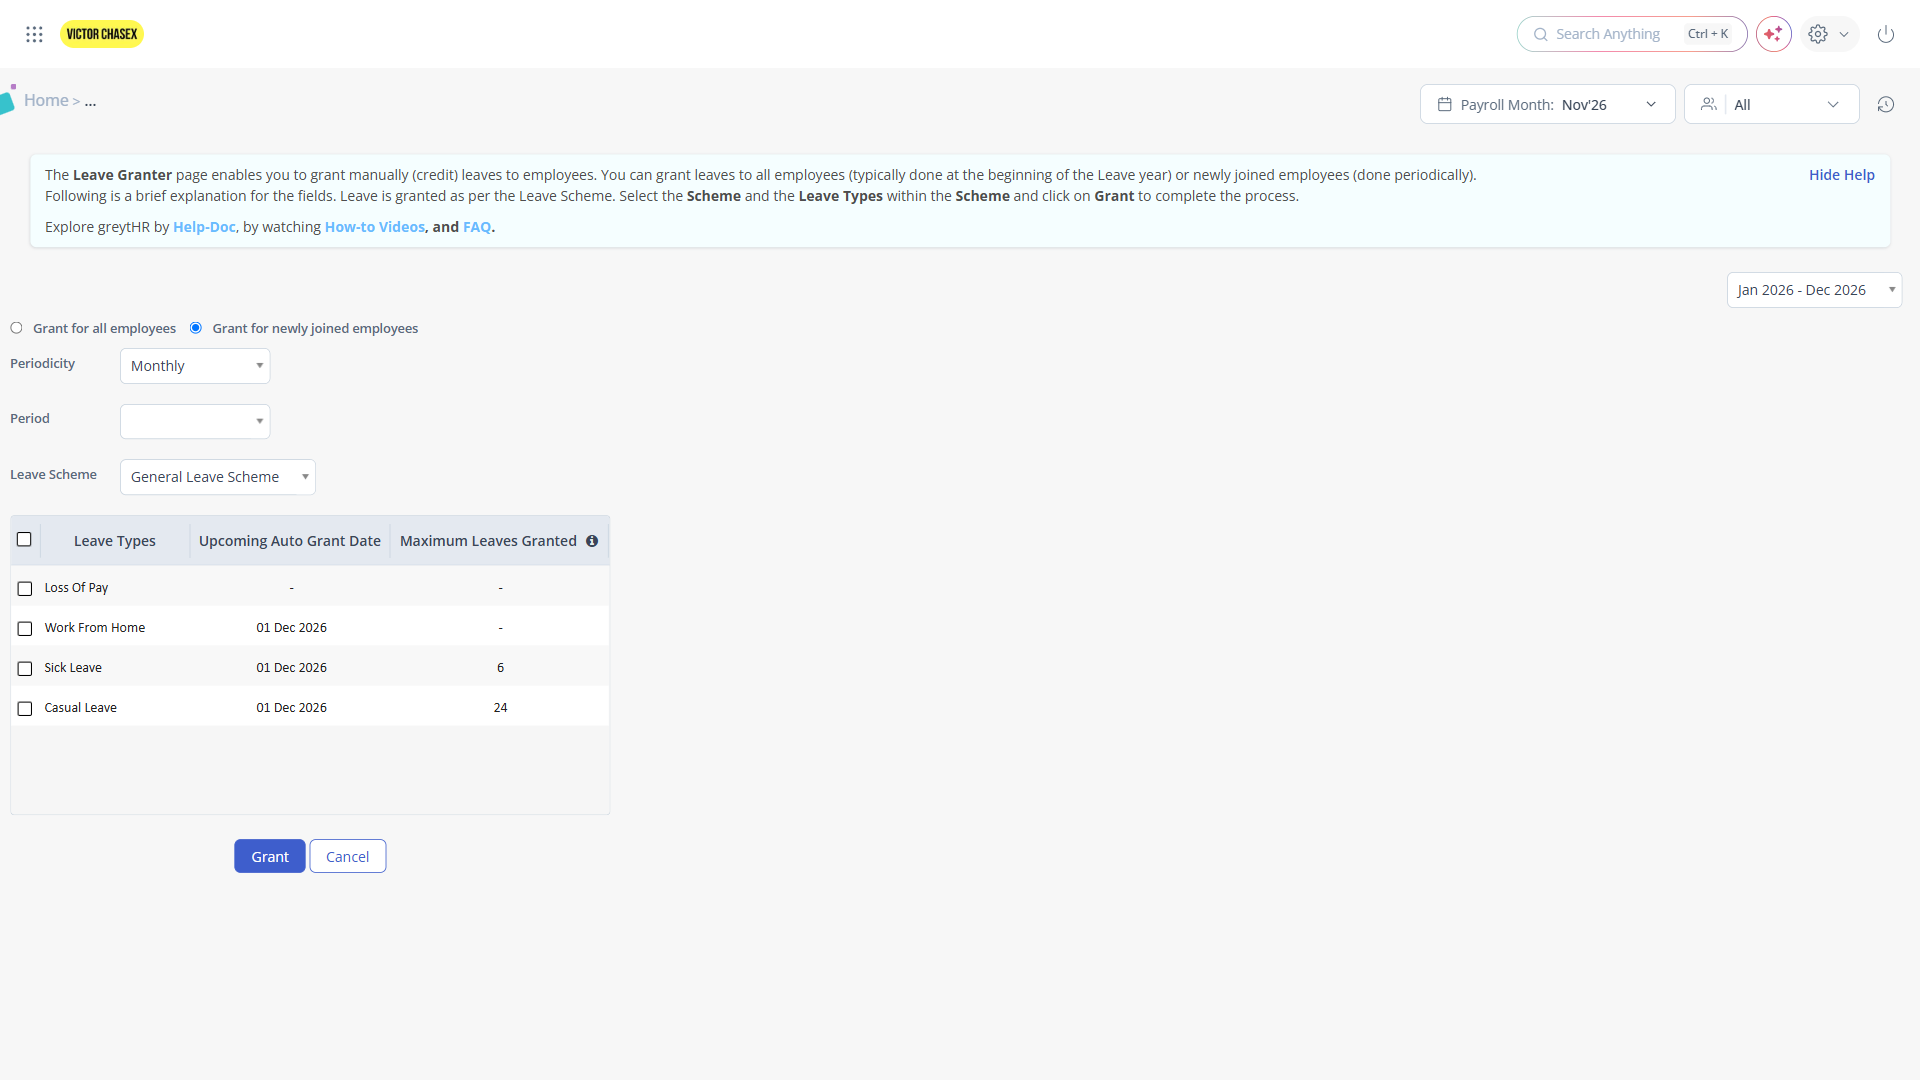 VICTOR CHASEX
Search Anything Ctrl + K
Home > ...
Payroll Month: Nov'26
All
The Leave Granter page enables you to grant manually (credit) leaves to employees. You can grant leaves to all employees (typically done at the beginning of the Leave year) or newly joined employees (done periodically).
Hide Help
Following is a brief explanation for the fields. Leave is granted as per the Leave Scheme. Select the Scheme and the Leave Types within the Scheme and click on Grant to complete the process.
Explore greytHR by Help-Doc, by watching How-to Videos, and FAQ.
Jan 2026 - Dec 2026
Grant for all employees Grant for newly joined employees
Periodicity Monthly
Period
Leave Scheme General Leave Scheme
Leave Types Upcoming Auto Grant Date Maximum Leaves Granted
Loss Of Pay - -
Work From Home 01 Dec 2026 -
Sick Leave 01 Dec 2026 6
Casual Leave 01 Dec 2026 24
Grant Cancel